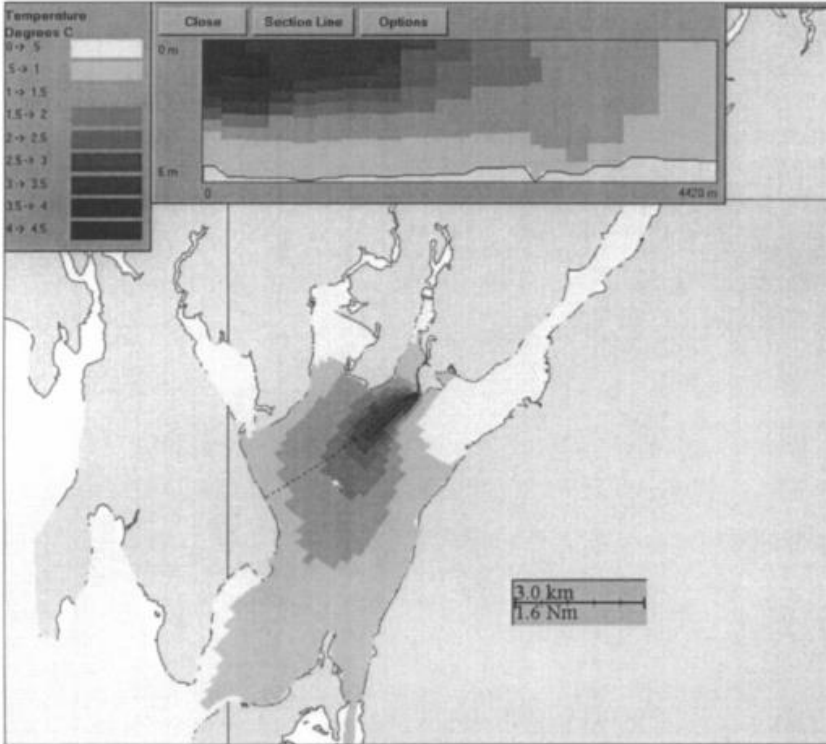 Temperature
Degrees C
0→ .5
.5→ 1
1→ 1.5
1.5→ 2
2→ 2.5
2.5→ 3
3→ 3.5
3.5→ 4
4→ 4.5
Close
Section Line
Options
0 m
6 m
0
4420 m
3.0 km
1.6 Nm